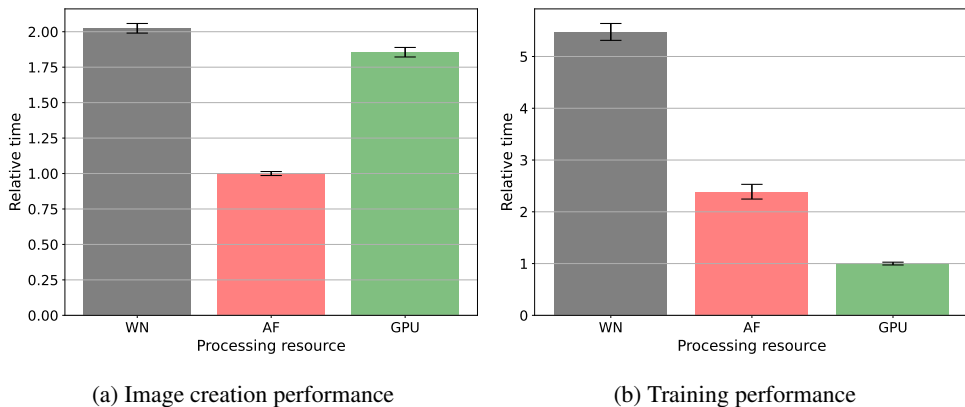 2.00
1.75
1.50
1.25
1.00
0.75
0.50
0.25
0.00
Relative time
WN AF GPU
Processing resource
(a) Image creation performance
5
4
3
2
1
0
Relative time
WN AF GPU
Processing resource
(b) Training performance